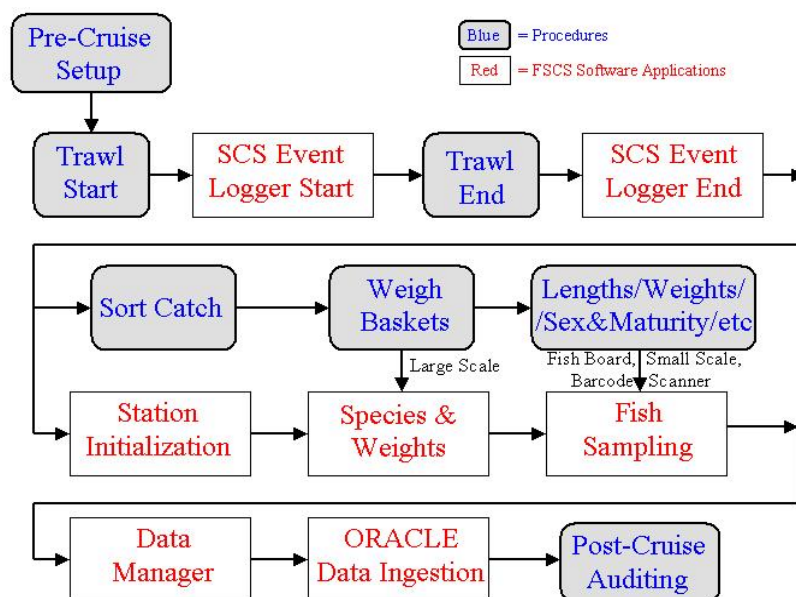 Pre-Cruise
Setup
Blue = Procedures
Red = FSCS Software Applications
Trawl
Start
SCS Event
Logger Start
Trawl
End
SCS Event
Logger End
Sort Catch
Weigh
Baskets
Lengths/Weights/
/Sex&Maturity/etc
Large Scale
Fish Board, Small Scale,
Barcode Scanner
Station
Initialization
Species &
Weights
Fish
Sampling
Data
Manager
ORACLE
Data Ingestion
Post-Cruise
Auditing